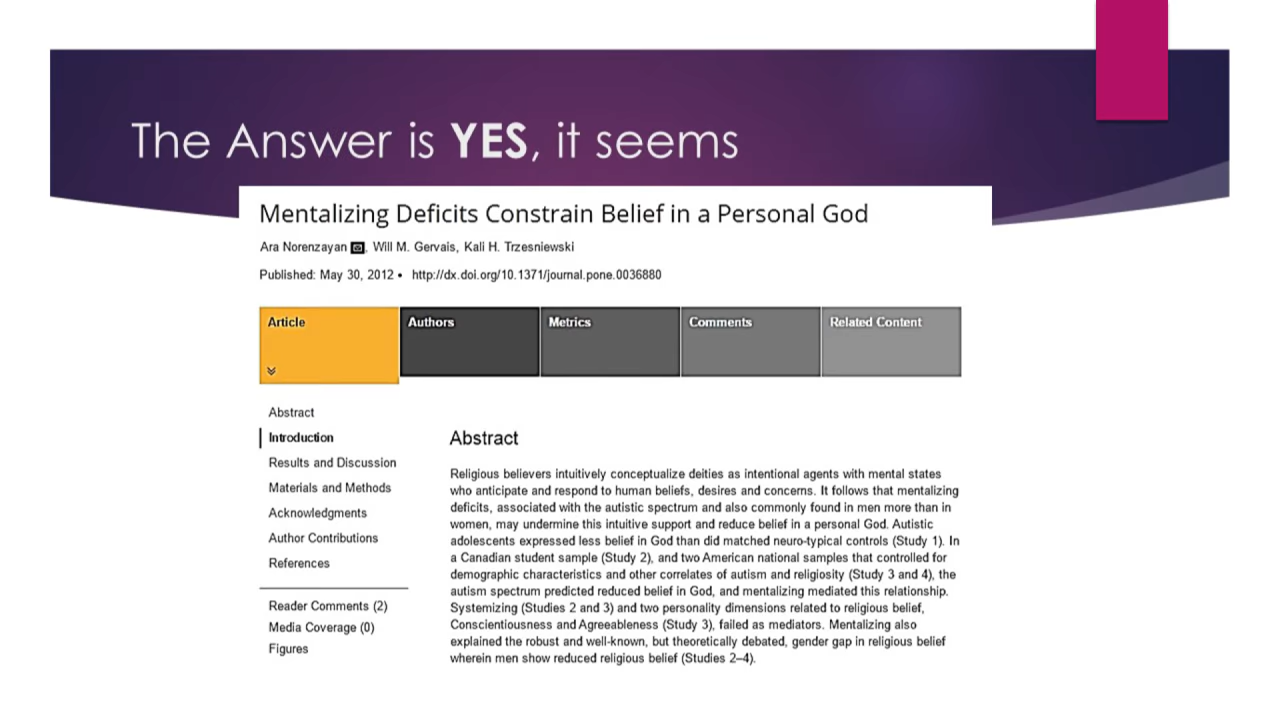 The Answer is YES, it seems
Mentalizing Deficits Constrain Belief in a Personal God
Ara Norenzayan, Will M. Gervais, Kali H. Trzesniewski
Published: May 30, 2012 • http://dx.doi.org/10.1371/journal.pone.0036880
Article
Authors
Metrics
Comments
Related Content
Abstract
Introduction
Results and Discussion
Materials and Methods
Acknowledgments
Author Contributions
References
Reader Comments (2)
Media Coverage (0)
Figures
Abstract
Religious believers intuitively conceptualize deities as intentional agents with mental states
who anticipate and respond to human beliefs, desires and concerns. It follows that mentalizing
deficits, associated with the autistic spectrum and also commonly found in men more than in
women, may undermine this intuitive support and reduce belief in a personal God. Autistic
adolescents expressed less belief in God than did matched neuro-typical controls (Study 1). In
a Canadian student sample (Study 2), and two American national samples that controlled for
demographic characteristics and other correlates of autism and religiosity (Study 3 and 4), the
autism spectrum predicted reduced belief in God, and mentalizing mediated this relationship.
Systemizing (Studies 2 and 3) and two personality dimensions related to religious belief,
Conscientiousness and Agreeableness (Study 3), failed as mediators. Mentalizing also
explained the robust and well-known, but theoretically debated, gender gap in religious belief
wherein men show reduced religious belief (Studies 2–4).